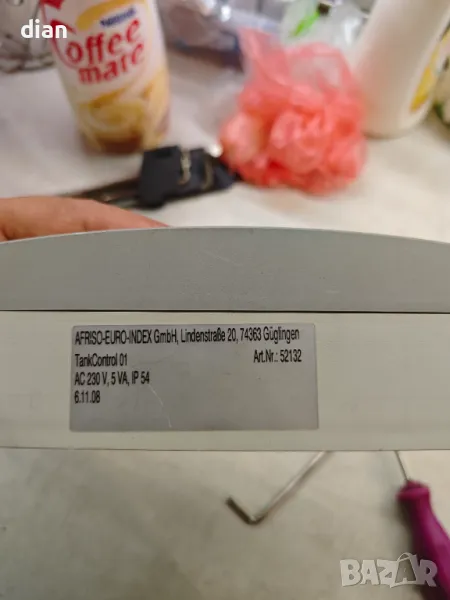 dian
Nestle
Coffee
mate
AFRISO-EURO-INDEX GmbH, Lindenstraße 20, 74363 Güglingen
TankControl 01 Art.Nr.: 52132
AC 230 V, 5 VA, IP 54
6.11.08
BAZAR